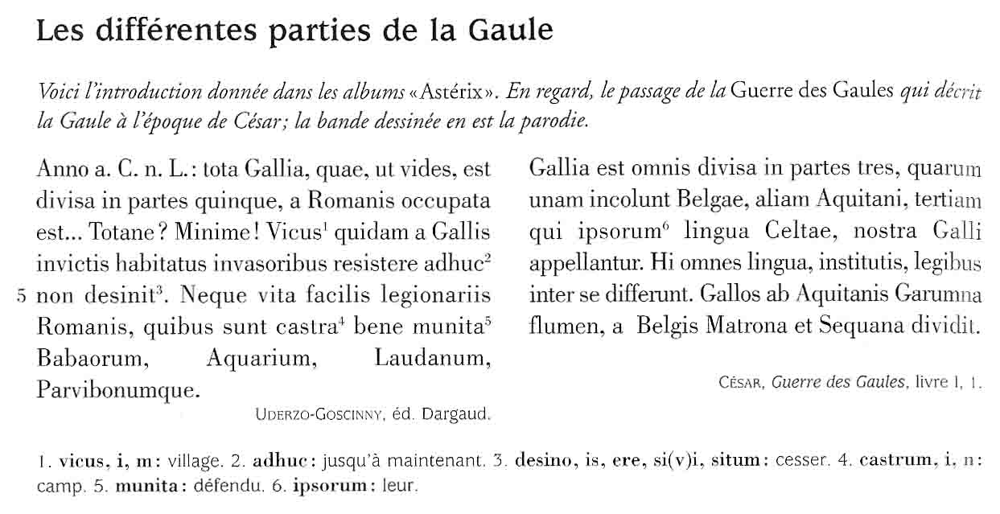 Les différentes parties de la Gaule
Voici l'introduction donnée dans les albums «Astérix». En regard, le passage de la Guerre des Gaules qui décrit
la Gaule à l'époque de César; la bande dessinée en est la parodie.
Anno a. C. n. L.: tota Gallia, quae, ut vides, est
divisa in partes quinque, a Romanis occupata
est... Totane? Minime! Vicus¹ quidam a Gallis
invictis habitatus invasoribus resistere adhuc²
5 non desinit³. Neque vita facilis legionariis
Romanis, quibus sunt castra⁴ bene munita⁵
Babaorum, Aquarium, Laudanum,
Parvibonumque.
UDERZO-GOSCINNY, éd. Dargaud.
Gallia est omnis divisa in partes tres, quarum
unam incolunt Belgae, aliam Aquitani, tertiam
qui ipsorum⁶ lingua Celtae, nostra Galli
appellantur. Hi omnes lingua, institutis, legibus
inter se differunt. Gallos ab Aquitanis Garumna
flumen, a Belgis Matrona et Sequana dividit.
CÉSAR, Guerre des Gaules, livre I, 1.
1. vicus, i, m: village. 2. adhuc: jusqu'à maintenant. 3. desino, is, ere, si(v)i, situm: cesser. 4. castrum, i, n:
camp. 5. munita: défendu. 6. ipsorum: leur.